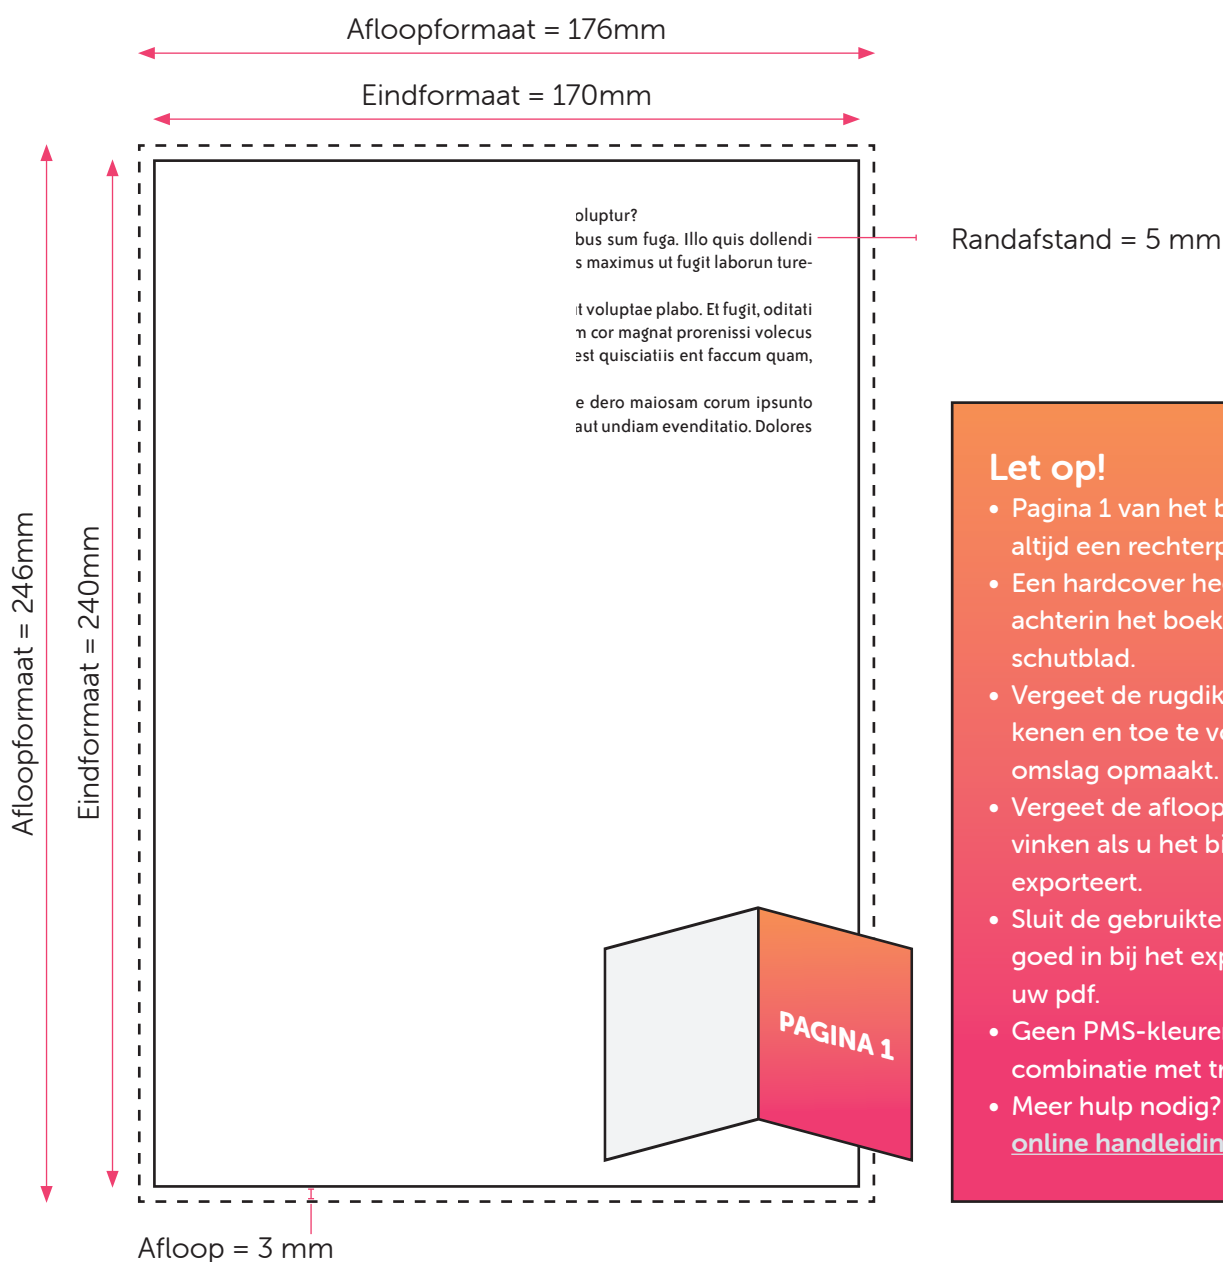 Afloopformaat = 176mm
Eindformaat = 170mm
Afloopformaat = 246mm
Eindformaat = 240mm
oluptur?
bus sum fuga. Illo quis dollendi
s maximus ut fugit laborun ture-
t voluptae plabo. Et fugit, oditati
m cor magnat prorenissi volecus
est quisciatiis ent faccum quam,
e dero maiosam corum ipsunto
aut undiam evenditatio. Dolores
Randafstand = 5 mm
Let op!
• Pagina 1 van het b
altijd een rechterp
• Een hardcover he
achterin het boek
schutblad.
• Vergeet de rugdik
kenen en toe te v
omslag opmaakt.
• Vergeet de afloop
vinken als u het bi
exporteert.
• Sluit de gebruikte
goed in bij het exp
uw pdf.
• Geen PMS-kleure
combinatie met tr
• Meer hulp nodig?
online handleidin
PAGINA 1
Afloop = 3 mm